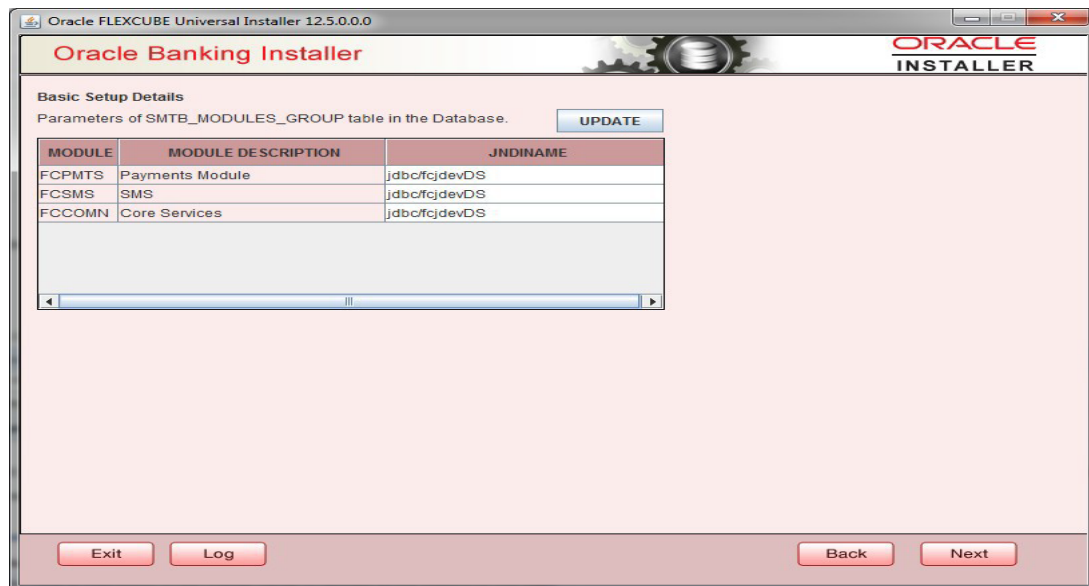 Oracle FLEXCUBE Universal Installer 12.5.0.0.0
Oracle Banking Installer
ORACLE
INSTALLER
Basic Setup Details
Parameters of SMTB_MODULES_GROUP table in the Database.
UPDATE
MODULE MODULE DESCRIPTION JNDINAME
FCPMTS Payments Module jdbc/fcjdevDS
FCSMS SMS jdbc/fcjdevDS
FCCOMN Core Services jdbc/fcjdevDS
Exit Log Back Next